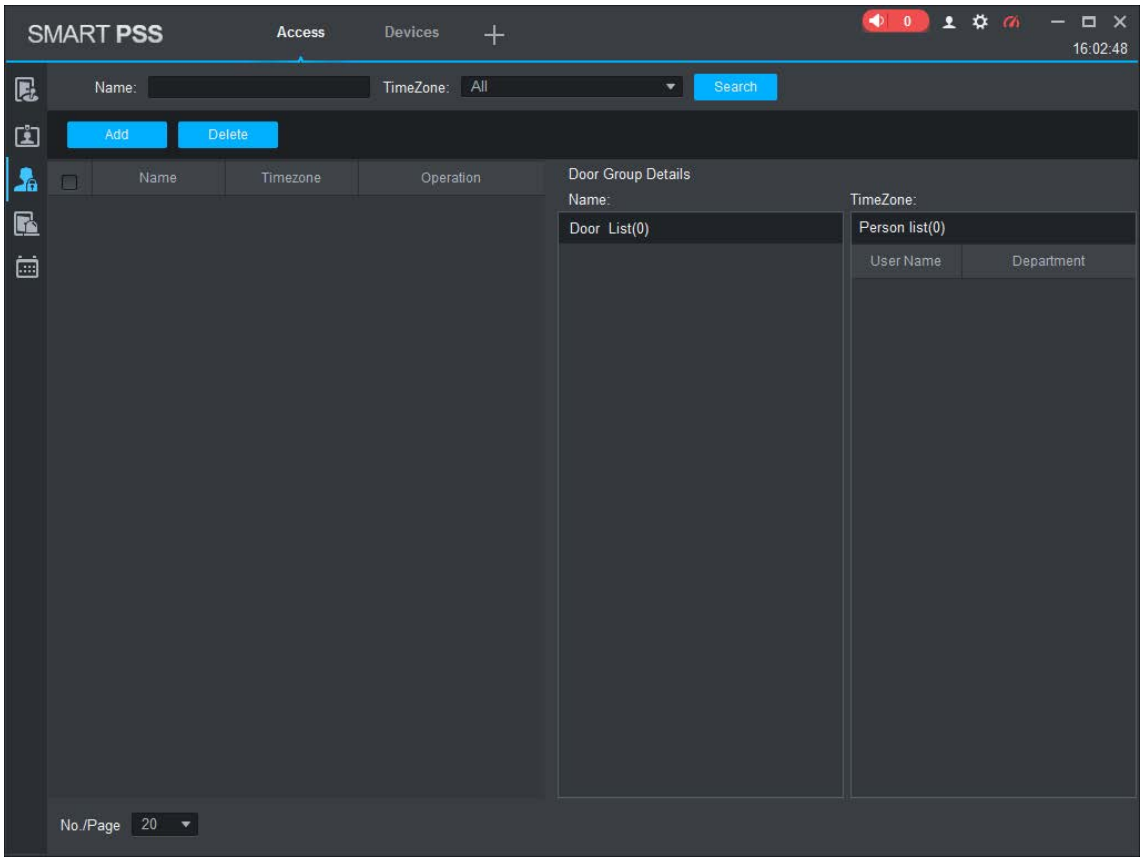 SMART PSS Access Devices 0
16:02:48
Name: TimeZone: All Search
Add Delete
Name Timezone Operation
Door Group Details
Name: TimeZone:
Door List(0) Person list(0)
User Name Department
No./Page 20